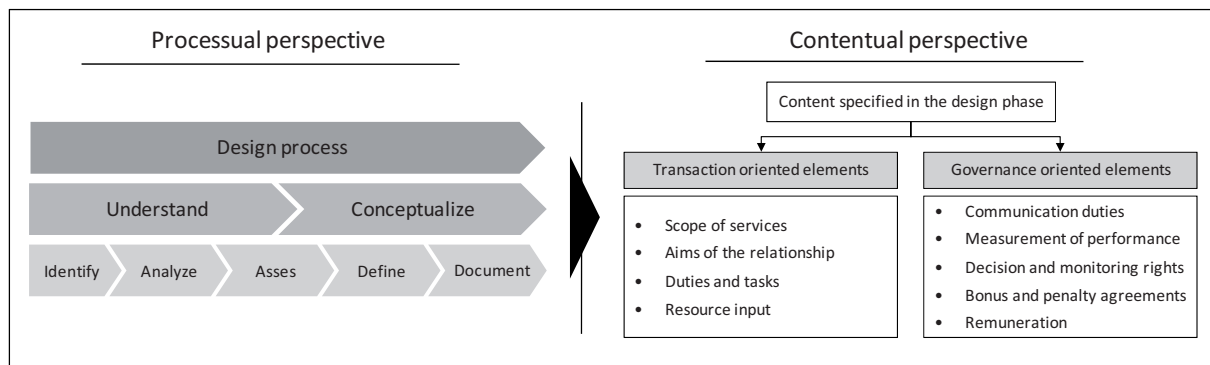 Processual perspective
Design process
Understand
Conceptualize
Identify
Analyze
Asses
Define
Document
Contentual perspective
Content specified in the design phase
Transaction oriented elements
• Scope of services
• Aims of the relationship
• Duties and tasks
• Resource input
Governance oriented elements
• Communication duties
• Measurement of performance
• Decision and monitoring rights
• Bonus and penalty agreements
• Remuneration